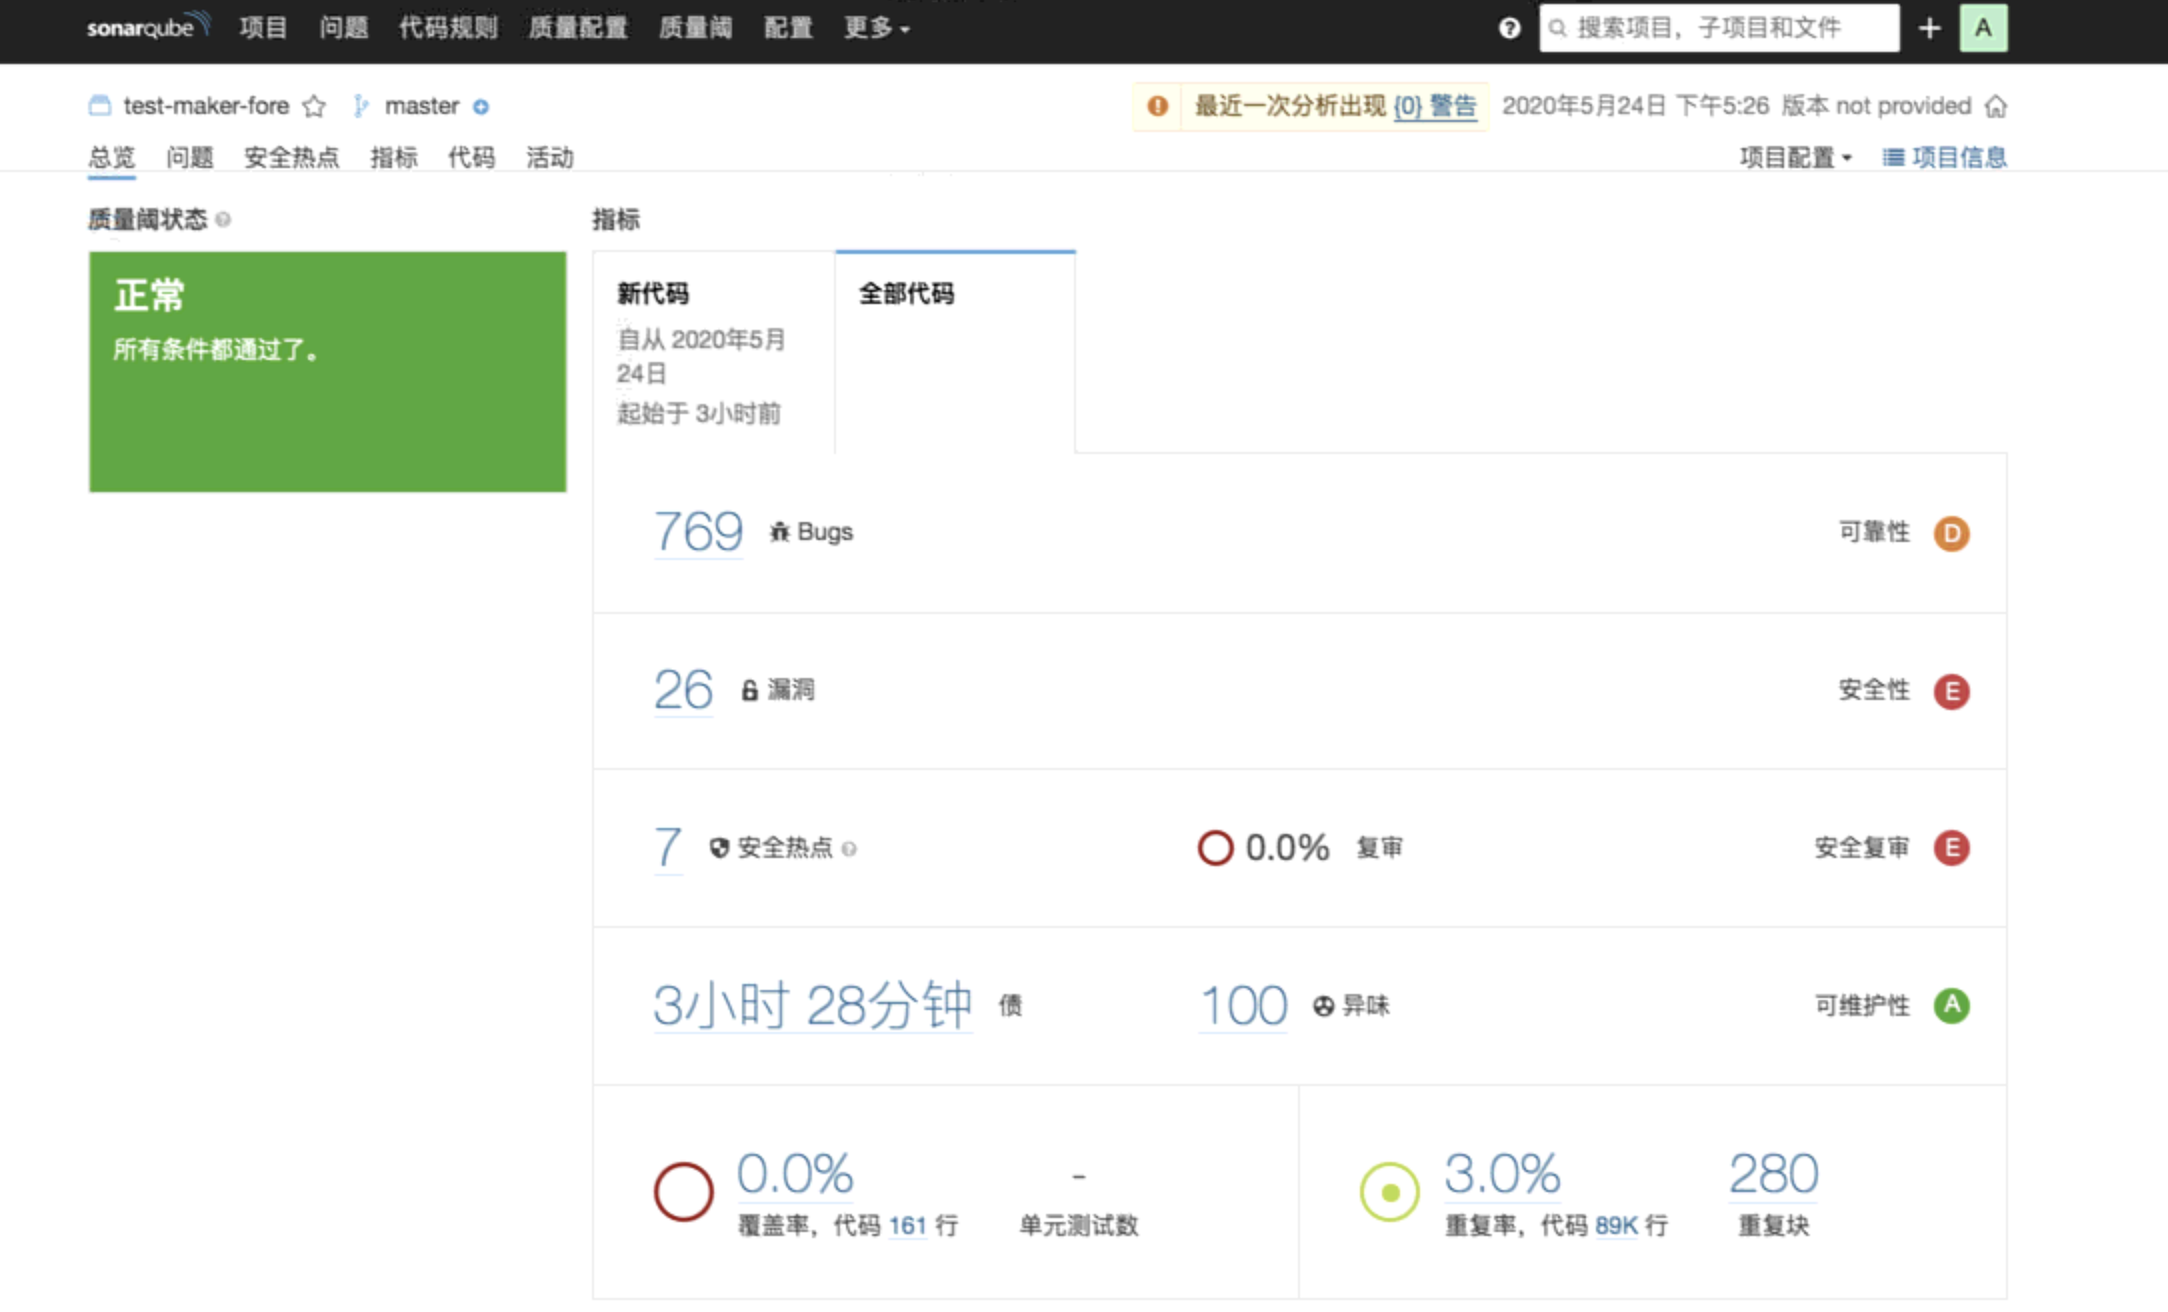 sonarqube 项目 问题 代码规则 质量配置 质量阈 配置 更多 搜索项目，子项目和文件 + A
test-maker-fore master 最近一次分析出现 {0} 警告 2020年5月24日 下午5:26 版本 not provided
总览 问题 安全热点 指标 代码 活动 项目配置 项目信息
质量阈状态
正常
所有条件都通过了。
指标
新代码
自从 2020年5月
24日
起始于 3小时前
全部代码
769 Bugs 可靠性 D
26 漏洞 安全性 E
7 安全热点 0.0% 复审 安全复审 E
3小时 28分钟 债 100 异味 可维护性 A
0.0% - 3.0% 280
覆盖率，代码 161 行 单元测试数 重复率，代码 89K 行 重复块